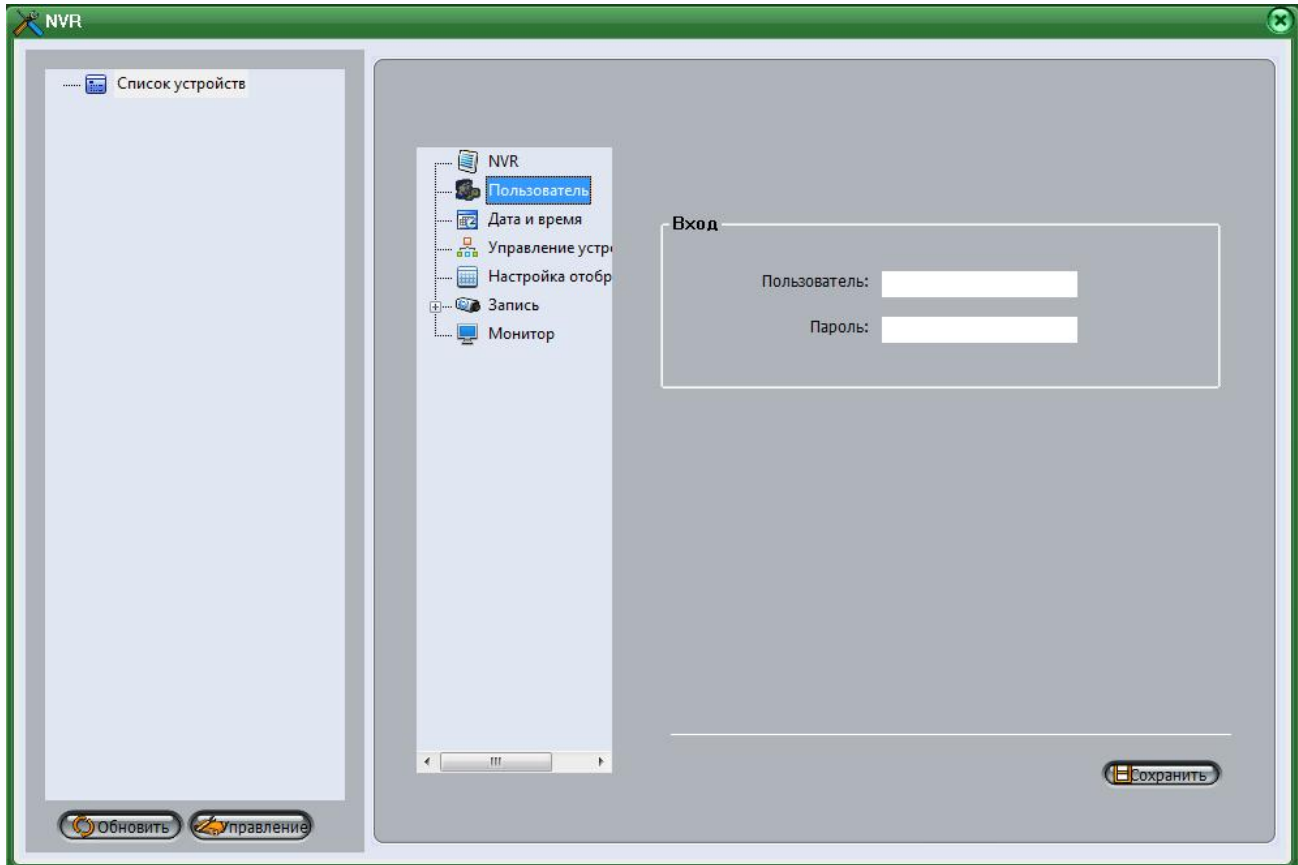 NVR
Список устройств
NVR
Пользователь
Дата и время
Управление устр
Настройка отобр
Запись
Монитор
Вход
Пользователь:
Пароль:
Сохранить
Обновить
Управление